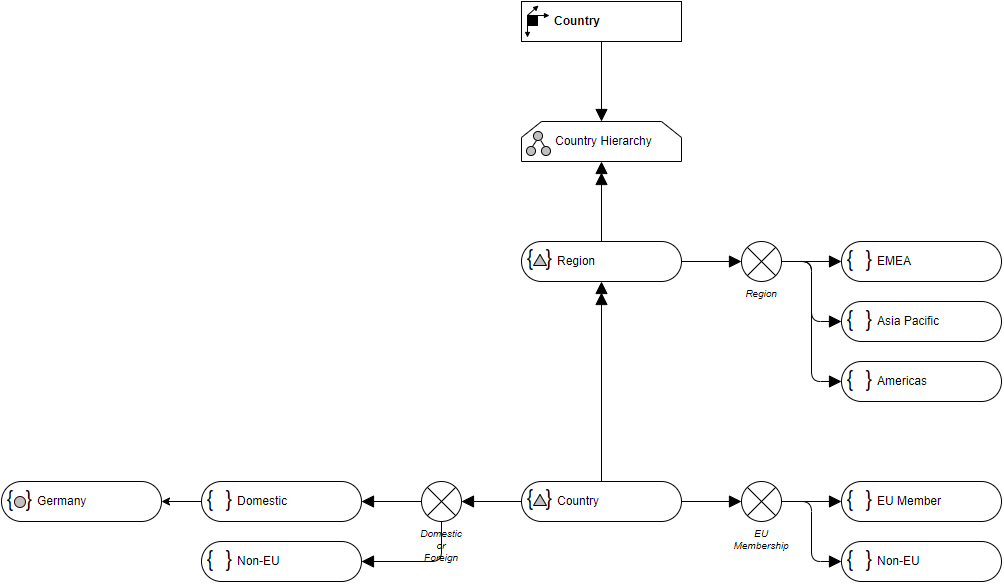 Country
Country Hierarchy
{ } Region
{ } EMEA
Region
{ } Asia Pacific
{ } Americas
{ } Germany
{ } Domestic
{ } Country
{ } EU Member
Domestic
or
Foreign
EU
Membership
{ } Non-EU
{ } Non-EU